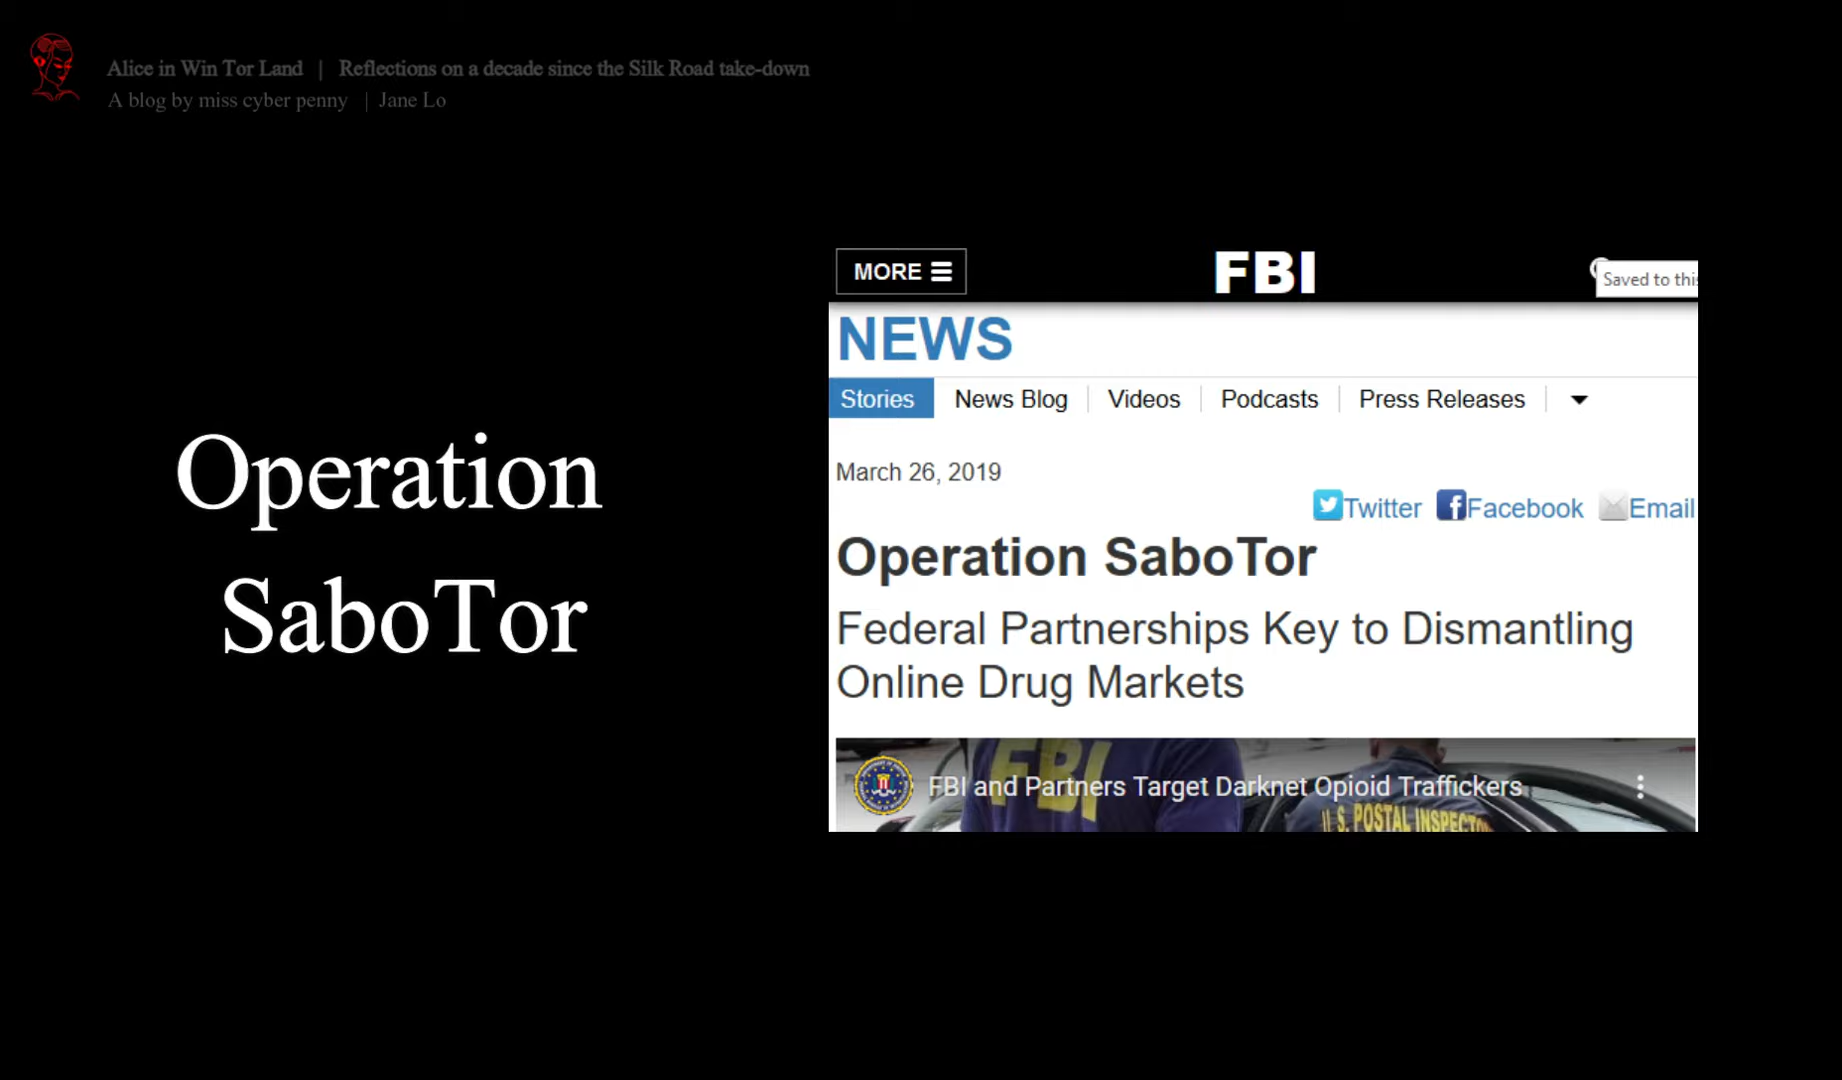 Alice in Win Tor Land | Reflections on a decade since the Silk Road take-down
A blog by miss cyber penny | Jane Lo
Operation
SaboTor
MORE
FBI
Saved to this
NEWS
Stories
News Blog
Videos
Podcasts
Press Releases
March 26, 2019
Twitter
Facebook
Email
Operation SaboTor
Federal Partnerships Key to Dismantling
Online Drug Markets
FBI and Partners Target Darknet Opioid Traffickers
FBI
U.S. POSTAL INSPECTOR